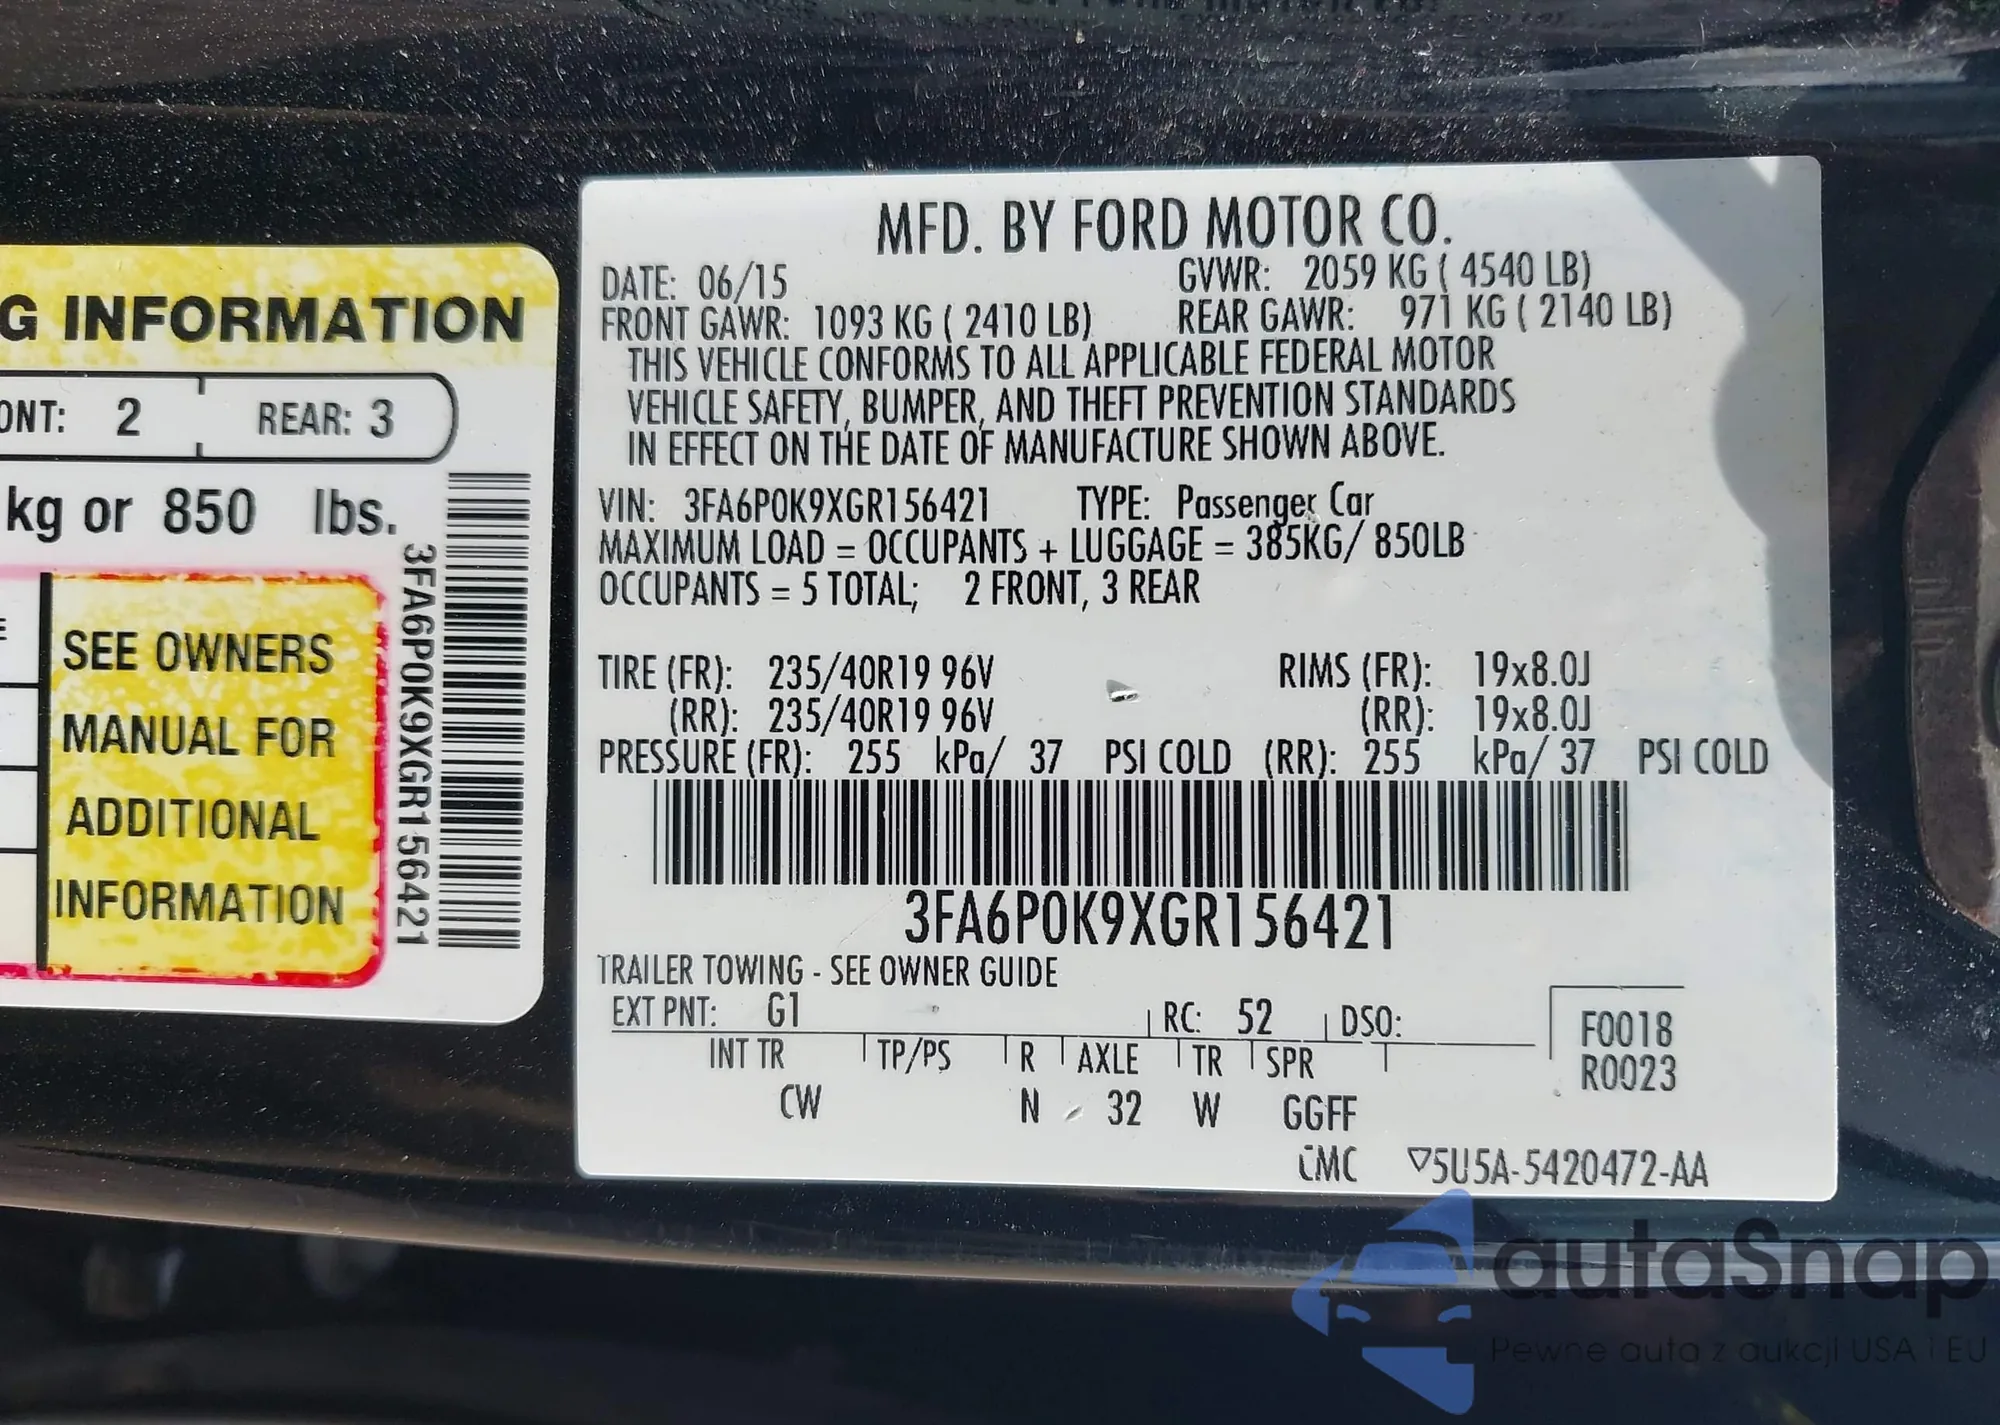 G INFORMATION
ONT: 2 REAR: 3
kg or 850 lbs.
SEE OWNERS
MANUAL FOR
ADDITIONAL
INFORMATION
3FA6P0K9XGR156421
MFD. BY FORD MOTOR CO.
DATE: 06/15 GVWR: 2059 KG ( 4540 LB)
FRONT GAWR: 1093 KG ( 2410 LB) REAR GAWR: 971 KG ( 2140 LB)
THIS VEHICLE CONFORMS TO ALL APPLICABLE FEDERAL MOTOR
VEHICLE SAFETY, BUMPER, AND THEFT PREVENTION STANDARDS
IN EFFECT ON THE DATE OF MANUFACTURE SHOWN ABOVE.
VIN: 3FA6P0K9XGR156421 TYPE: Passenger Car
MAXIMUM LOAD = OCCUPANTS + LUGGAGE = 385KG/ 850LB
OCCUPANTS = 5 TOTAL; 2 FRONT, 3 REAR
TIRE (FR): 235/40R19 96V RIMS (FR): 19x8.0J
(RR): 235/40R19 96V (RR): 19x8.0J
PRESSURE (FR): 255 kPa/ 37 PSI COLD (RR): 255 kPa/ 37 PSI COLD
3FA6P0K9XGR156421
TRAILER TOWING - SEE OWNER GUIDE
EXT PNT: G1 RC: 52 DSO:
F0018
R0023
INT TR TP/PS R AXLE TR SPR
CW N 32 W GGFF
CMC ▽5U5A-5420472-AA
autaSnap
Pewne auta z aukcji USA i EU